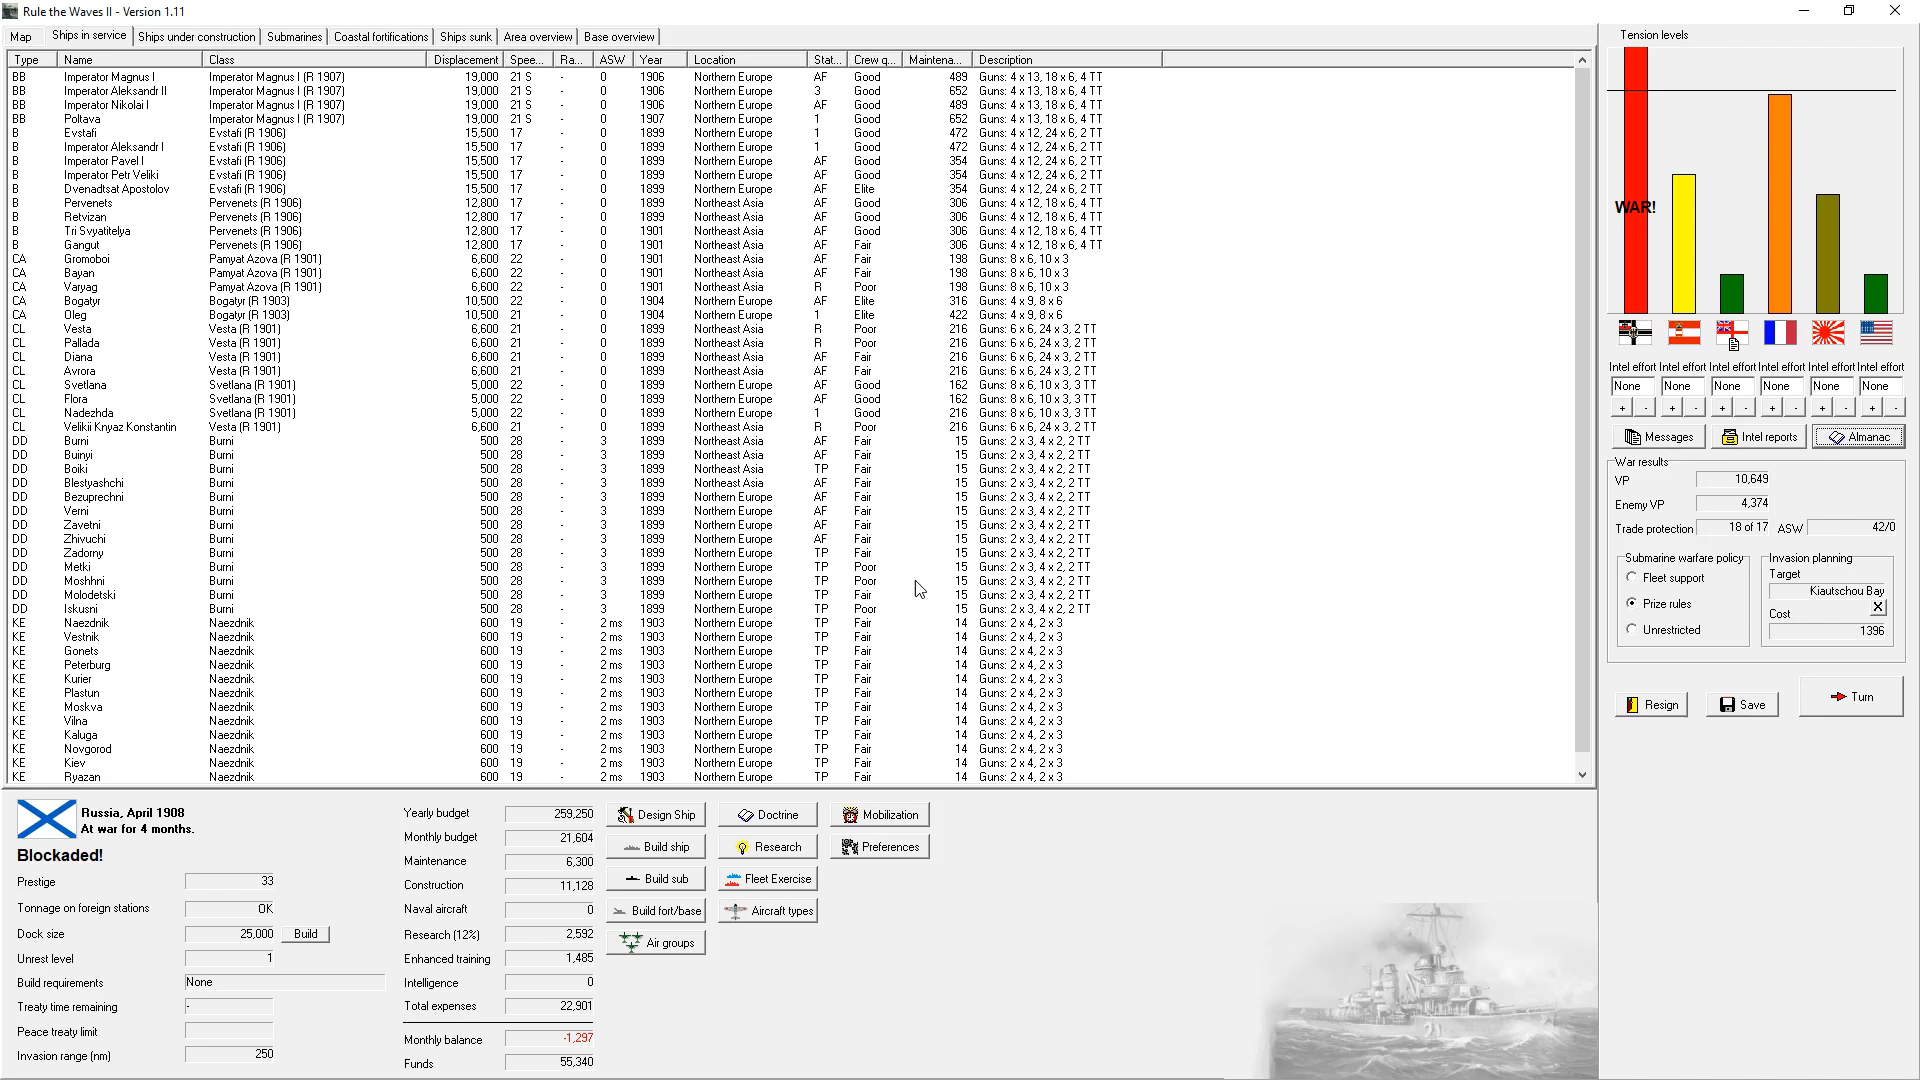 Rule the Waves II - Version 1.11
Map Ships in service Ships under construction Submarines Coastal fortifications Ships sunk Area overview Base overview
Type Name Class Displacement Spee... Ra... ASW Year Location Stat... Crew q... Maintena... Description
BB Imperator Magnus I Imperator Magnus I (R 1907) 19,000 21 S - 0 1906 Northern Europe AF Good 489 Guns: 4 x 13, 18 x 6, 4 TT
BB Imperator Aleksandr II Imperator Magnus I (R 1907) 19,000 21 S - 0 1906 Northern Europe 3 Good 652 Guns: 4 x 13, 18 x 6, 4 TT
BB Imperator Nikolai I Imperator Magnus I (R 1907) 19,000 21 S - 0 1906 Northern Europe AF Good 489 Guns: 4 x 13, 18 x 6, 4 TT
BB Poltava Imperator Magnus I (R 1907) 19,000 21 S - 0 1907 Northern Europe 1 Good 652 Guns: 4 x 13, 18 x 6, 4 TT
B Evstafi Evstafi (R 1906) 15,500 17 - 0 1899 Northern Europe 1 Good 472 Guns: 4 x 12, 24 x 6, 2 TT
B Imperator Aleksandr I Evstafi (R 1906) 15,500 17 - 0 1899 Northern Europe 1 Good 472 Guns: 4 x 12, 24 x 6, 2 TT
B Imperator Pavel I Evstafi (R 1906) 15,500 17 - 0 1899 Northern Europe AF Good 354 Guns: 4 x 12, 24 x 6, 2 TT
B Imperator Petr Veliki Evstafi (R 1906) 15,500 17 - 0 1899 Northern Europe AF Good 354 Guns: 4 x 12, 24 x 6, 2 TT
B Dvenadtsat Apostolov Evstafi (R 1906) 15,500 17 - 0 1899 Northern Europe AF Elite 354 Guns: 4 x 12, 24 x 6, 2 TT
B Pervenets Pervenets (R 1906) 12,800 17 - 0 1899 Northeast Asia AF Good 306 Guns: 4 x 12, 18 x 6, 4 TT
B Retvizan Pervenets (R 1906) 12,800 17 - 0 1899 Northeast Asia AF Good 306 Guns: 4 x 12, 18 x 6, 4 TT
B Tri Svyatitelya Pervenets (R 1906) 12,800 17 - 0 1901 Northeast Asia AF Good 306 Guns: 4 x 12, 18 x 6, 4 TT
B Gangut Pervenets (R 1906) 12,800 17 - 0 1901 Northeast Asia AF Fair 306 Guns: 4 x 12, 18 x 6, 4 TT
CA Gromoboi Pamyat Azova (R 1901) 6,600 22 - 0 1901 Northeast Asia AF Fair 198 Guns: 8 x 6, 10 x 3
CA Bayan Pamyat Azova (R 1901) 6,600 22 - 0 1901 Northeast Asia AF Fair 198 Guns: 8 x 6, 10 x 3
CA Varyag Pamyat Azova (R 1901) 6,600 22 - 0 1901 Northeast Asia R Poor 198 Guns: 8 x 6, 10 x 3
CA Bogatyr Bogatyr (R 1903) 10,500 22 - 0 1904 Northern Europe AF Elite 316 Guns: 4 x 9, 8 x 6
CA Oleg Bogatyr (R 1903) 10,500 22 - 0 1904 Northern Europe 1 Elite 422 Guns: 4 x 9, 8 x 6
CL Vesta Vesta (R 1901) 6,600 21 - 0 1899 Northeast Asia R Poor 216 Guns: 6 x 6, 24 x 3, 2 TT
CL Pallada Vesta (R 1901) 6,600 21 - 0 1899 Northeast Asia R Poor 216 Guns: 6 x 6, 24 x 3, 2 TT
CL Diana Vesta (R 1901) 6,600 21 - 0 1899 Northeast Asia AF Fair 216 Guns: 6 x 6, 24 x 3, 2 TT
CL Avrora Vesta (R 1901) 6,600 21 - 0 1899 Northeast Asia AF Fair 216 Guns: 6 x 6, 24 x 3, 2 TT
CL Svetlana Svetlana (R 1901) 5,000 22 - 0 1899 Northern Europe AF Good 162 Guns: 8 x 6, 10 x 3, 3 TT
CL Flora Svetlana (R 1901) 5,000 22 - 0 1899 Northern Europe AF Good 162 Guns: 8 x 6, 10 x 3, 3 TT
CL Nadezhda Svetlana (R 1901) 5,000 22 - 0 1899 Northern Europe 1 Good 216 Guns: 8 x 6, 10 x 3, 3 TT
CL Velikii Knyaz Konstantin Vesta (R 1901) 6,600 21 - 0 1899 Northeast Asia R Poor 216 Guns: 6 x 6, 24 x 3, 2 TT
DD Burni Burni 500 28 - 3 1899 Northeast Asia AF Fair 15 Guns: 2 x 3, 4 x 2, 2 TT
DD Buinyi Burni 500 28 - 3 1899 Northeast Asia AF Fair 15 Guns: 2 x 3, 4 x 2, 2 TT
DD Boiki Burni 500 28 - 3 1899 Northeast Asia TP Fair 15 Guns: 2 x 3, 4 x 2, 2 TT
DD Blestyashchi Burni 500 28 - 3 1899 Northeast Asia AF Fair 15 Guns: 2 x 3, 4 x 2, 2 TT
DD Bezuprechni Burni 500 28 - 3 1899 Northern Europe AF Fair 15 Guns: 2 x 3, 4 x 2, 2 TT
DD Verni Burni 500 28 - 3 1899 Northern Europe AF Fair 15 Guns: 2 x 3, 4 x 2, 2 TT
DD Zavetni Burni 500 28 - 3 1899 Northern Europe AF Fair 15 Guns: 2 x 3, 4 x 2, 2 TT
DD Zhivuchi Burni 500 28 - 3 1899 Northern Europe AF Fair 15 Guns: 2 x 3, 4 x 2, 2 TT
DD Zadorny Burni 500 28 - 3 1899 Northern Europe TP Fair 15 Guns: 2 x 3, 4 x 2, 2 TT
DD Metki Burni 500 28 - 3 1899 Northern Europe TP Poor 15 Guns: 2 x 3, 4 x 2, 2 TT
DD Moshhni Burni 500 28 - 3 1899 Northern Europe TP Poor 15 Guns: 2 x 3, 4 x 2, 2 TT
DD Molodetski Burni 500 28 - 3 1899 Northern Europe TP Fair 15 Guns: 2 x 3, 4 x 2, 2 TT
DD Iskusni Burni 500 28 - 3 1899 Northern Europe TP Poor 15 Guns: 2 x 3, 4 x 2, 2 TT
KE Naezdnik Naezdnik 600 19 - 2 ms 1903 Northern Europe TP Fair 14 Guns: 2 x 4, 2 x 3
KE Vestnik Naezdnik 600 19 - 2 ms 1903 Northern Europe TP Fair 14 Guns: 2 x 4, 2 x 3
KE Gonets Naezdnik 600 19 - 2 ms 1903 Northern Europe TP Fair 14 Guns: 2 x 4, 2 x 3
KE Peterburg Naezdnik 600 19 - 2 ms 1903 Northern Europe TP Fair 14 Guns: 2 x 4, 2 x 3
KE Kurier Naezdnik 600 19 - 2 ms 1903 Northern Europe TP Fair 14 Guns: 2 x 4, 2 x 3
KE Plastun Naezdnik 600 19 - 2 ms 1903 Northern Europe TP Fair 14 Guns: 2 x 4, 2 x 3
KE Moskva Naezdnik 600 19 - 2 ms 1903 Northern Europe TP Fair 14 Guns: 2 x 4, 2 x 3
KE Vilna Naezdnik 600 19 - 2 ms 1903 Northern Europe TP Fair 14 Guns: 2 x 4, 2 x 3
KE Kaluga Naezdnik 600 19 - 2 ms 1903 Northern Europe TP Fair 14 Guns: 2 x 4, 2 x 3
KE Novgorod Naezdnik 600 19 - 2 ms 1903 Northern Europe TP Fair 14 Guns: 2 x 4, 2 x 3
KE Kiev Naezdnik 600 19 - 2 ms 1903 Northern Europe TP Fair 14 Guns: 2 x 4, 2 x 3
KE Ryazan Naezdnik 600 19 - 2 ms 1903 Northern Europe TP Fair 14 Guns: 2 x 4, 2 x 3
Tension levels
WAR!
Intel effort Intel effort Intel effort Intel effort Intel effort Intel effort
None None None None None None
+ - + - + - + - + - + -
Messages Intel reports Almanac
War results
VP 10,649
Enemy VP 4,374
Trade protection 18 of 17 ASW 42/0
Submarine warfare policy
Fleet support
Prize rules
Unrestricted
Invasion planning
Target
Kiautschou Bay
Cost X
1396
Resign Save Turn
Russia, April 1908
At war for 4 months.
Blockaded!
Prestige 33
Tonnage on foreign stations OK
Dock size 25,000 Build
Unrest level 1
Build requirements None
Treaty time remaining -
Peace treaty limit
Invasion range (nm) 250
Yearly budget 259,250
Monthly budget 21,604
Maintenance 6,300
Construction 11,128
Naval aircraft 0
Research (12%) 2,592
Enhanced training 1,485
Intelligence 0
Total expenses 22,901
Monthly balance -1,297
Funds 55,340
Design Ship Doctrine Mobilization
Build ship Research Preferences
Build sub Fleet Exercise
Build fort/base Aircraft types
Air groups